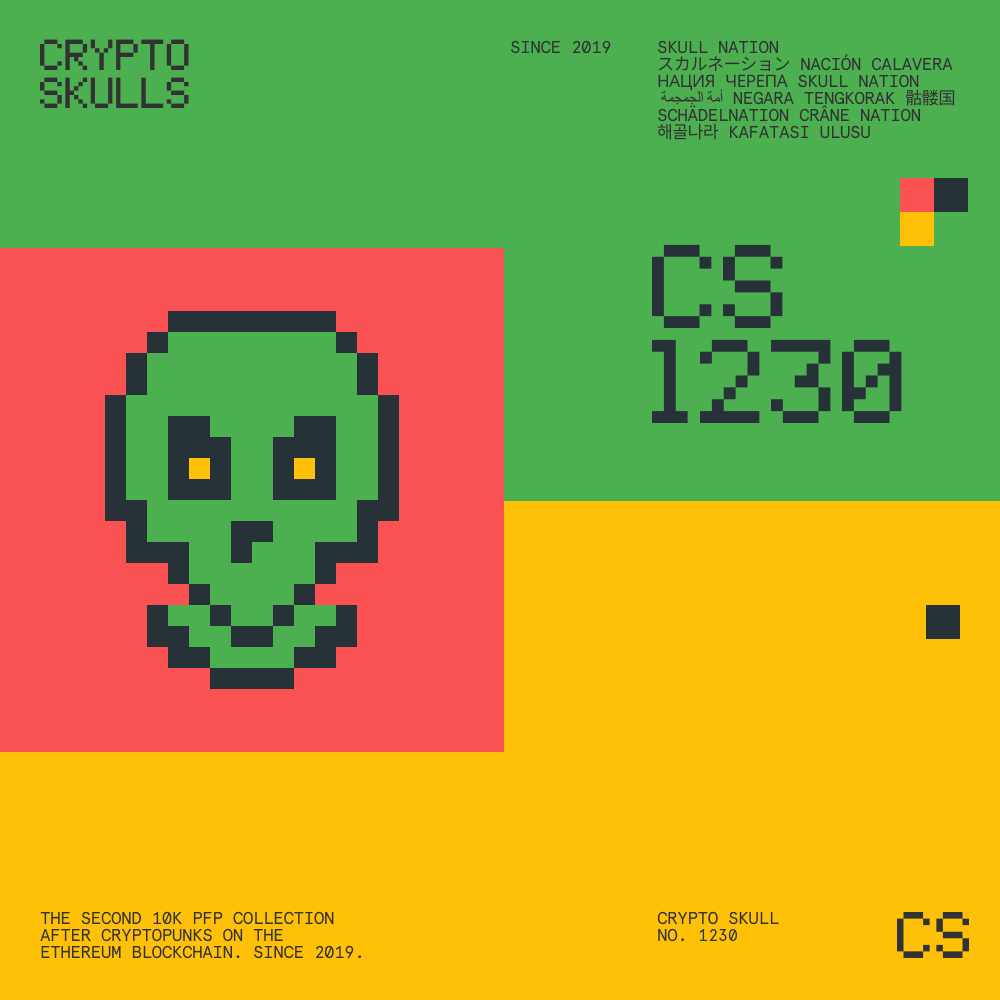 CRYPTO
SKULLS
SINCE 2019
SKULL NATION
スカルネーション NACIÓN CALAVERA
НАЦИЯ ЧЕРЕПА SKULL NATION
أمة الجمجمة NEGARA TENGKORAK 骷髅国
SCHÄDELNATION CRÂNE NATION
해골나라 KAFATASI ULUSU
CS
1230
THE SECOND 10K PFP COLLECTION
AFTER CRYPTOPUNKS ON THE
ETHEREUM BLOCKCHAIN. SINCE 2019.
CRYPTO SKULL
NO. 1230
CS